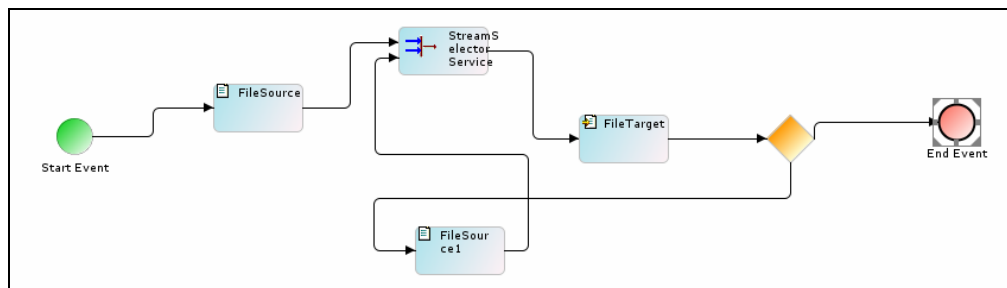 StreamS
elector
Service
FileSource
FileTarget
Start Event
End Event
FileSour
ce1